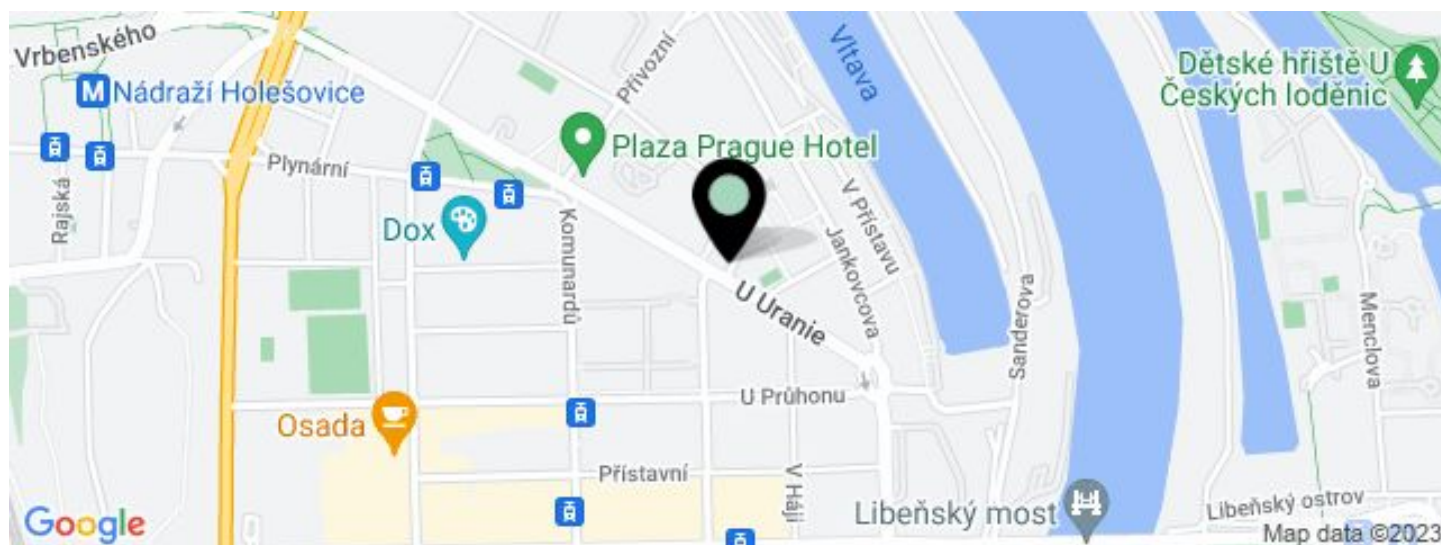 Vrbenského
M Nádraží Holešovice
Přívozní
Vltava
Dětské hřiště U
Českých loděnic
Plaza Prague Hotel
Plynární
Rajská
Dox
Komunardů
V Přístavu
Jankovcova
U Uranie
Sanderova
Menclova
U Průhonu
Osada
Přístavní
V Háji
Libeňský most
Libeňský ostrov
Google
Map data ©2023